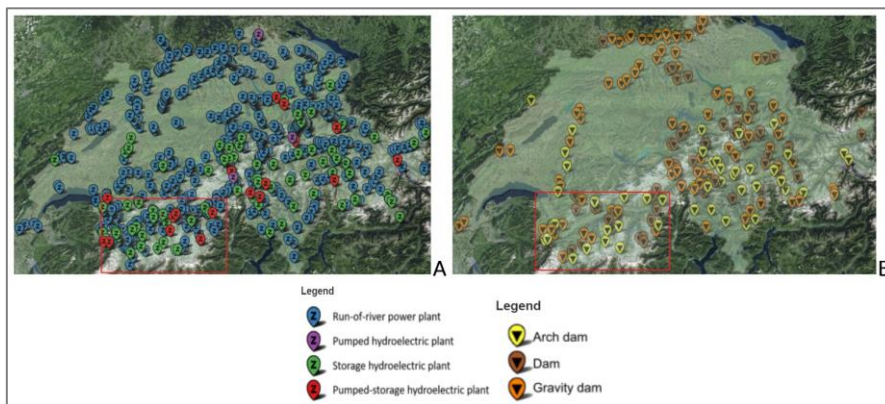 A
B
Legend
Run-of-river power plant
Pumped hydroelectric plant
Storage hydroelectric plant
Pumped-storage hydroelectric plant
Legend
Arch dam
Dam
Gravity dam